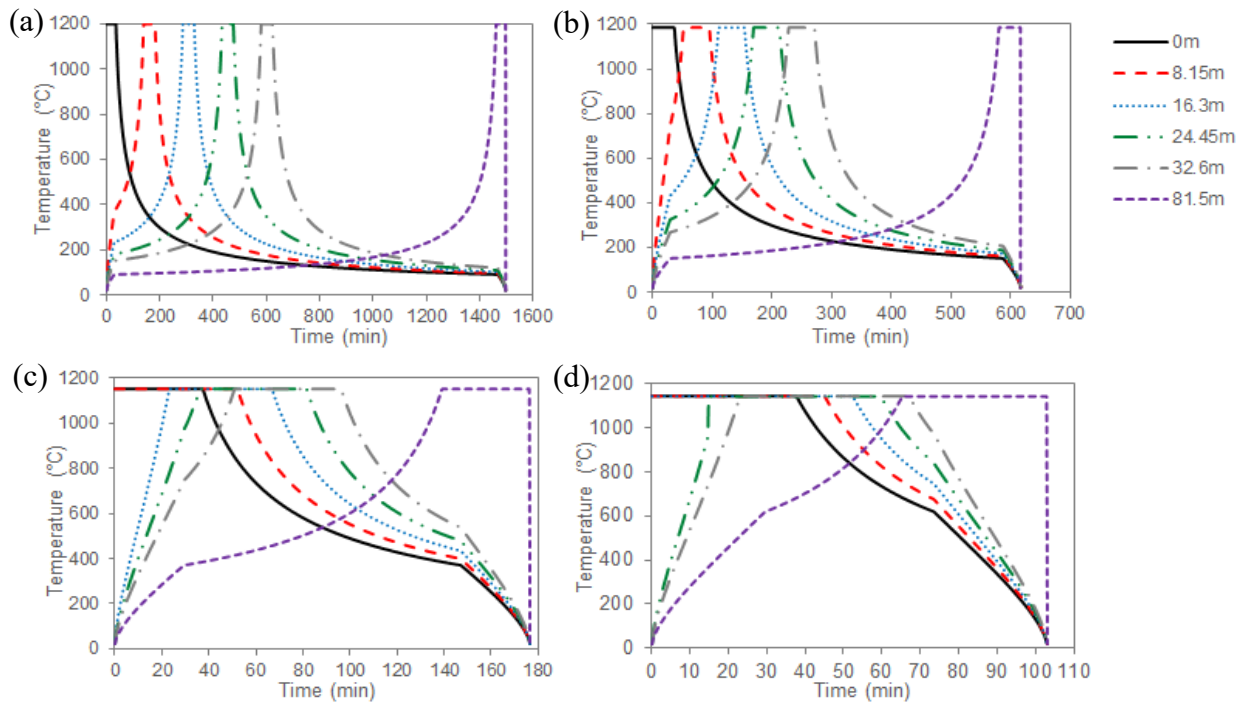 (a)
Temperature (°C)
1200
1000
800
600
400
200
0
0 200 400 600 800 1000 1200 1400 1600
Time (min)
(b)
Temperature (°C)
1200
1000
800
600
400
200
0
0 100 200 300 400 500 600 700
Time (min)
0m
8.15m
16.3m
24.45m
32.6m
81.5m
(c)
Temperature (°C)
1200
1000
800
600
400
200
0
0 20 40 60 80 100 120 140 160 180
Time (min)
(d)
Temperature (°C)
1200
1000
800
600
400
200
0
0 10 20 30 40 50 60 70 80 90 100 110
Time (min)